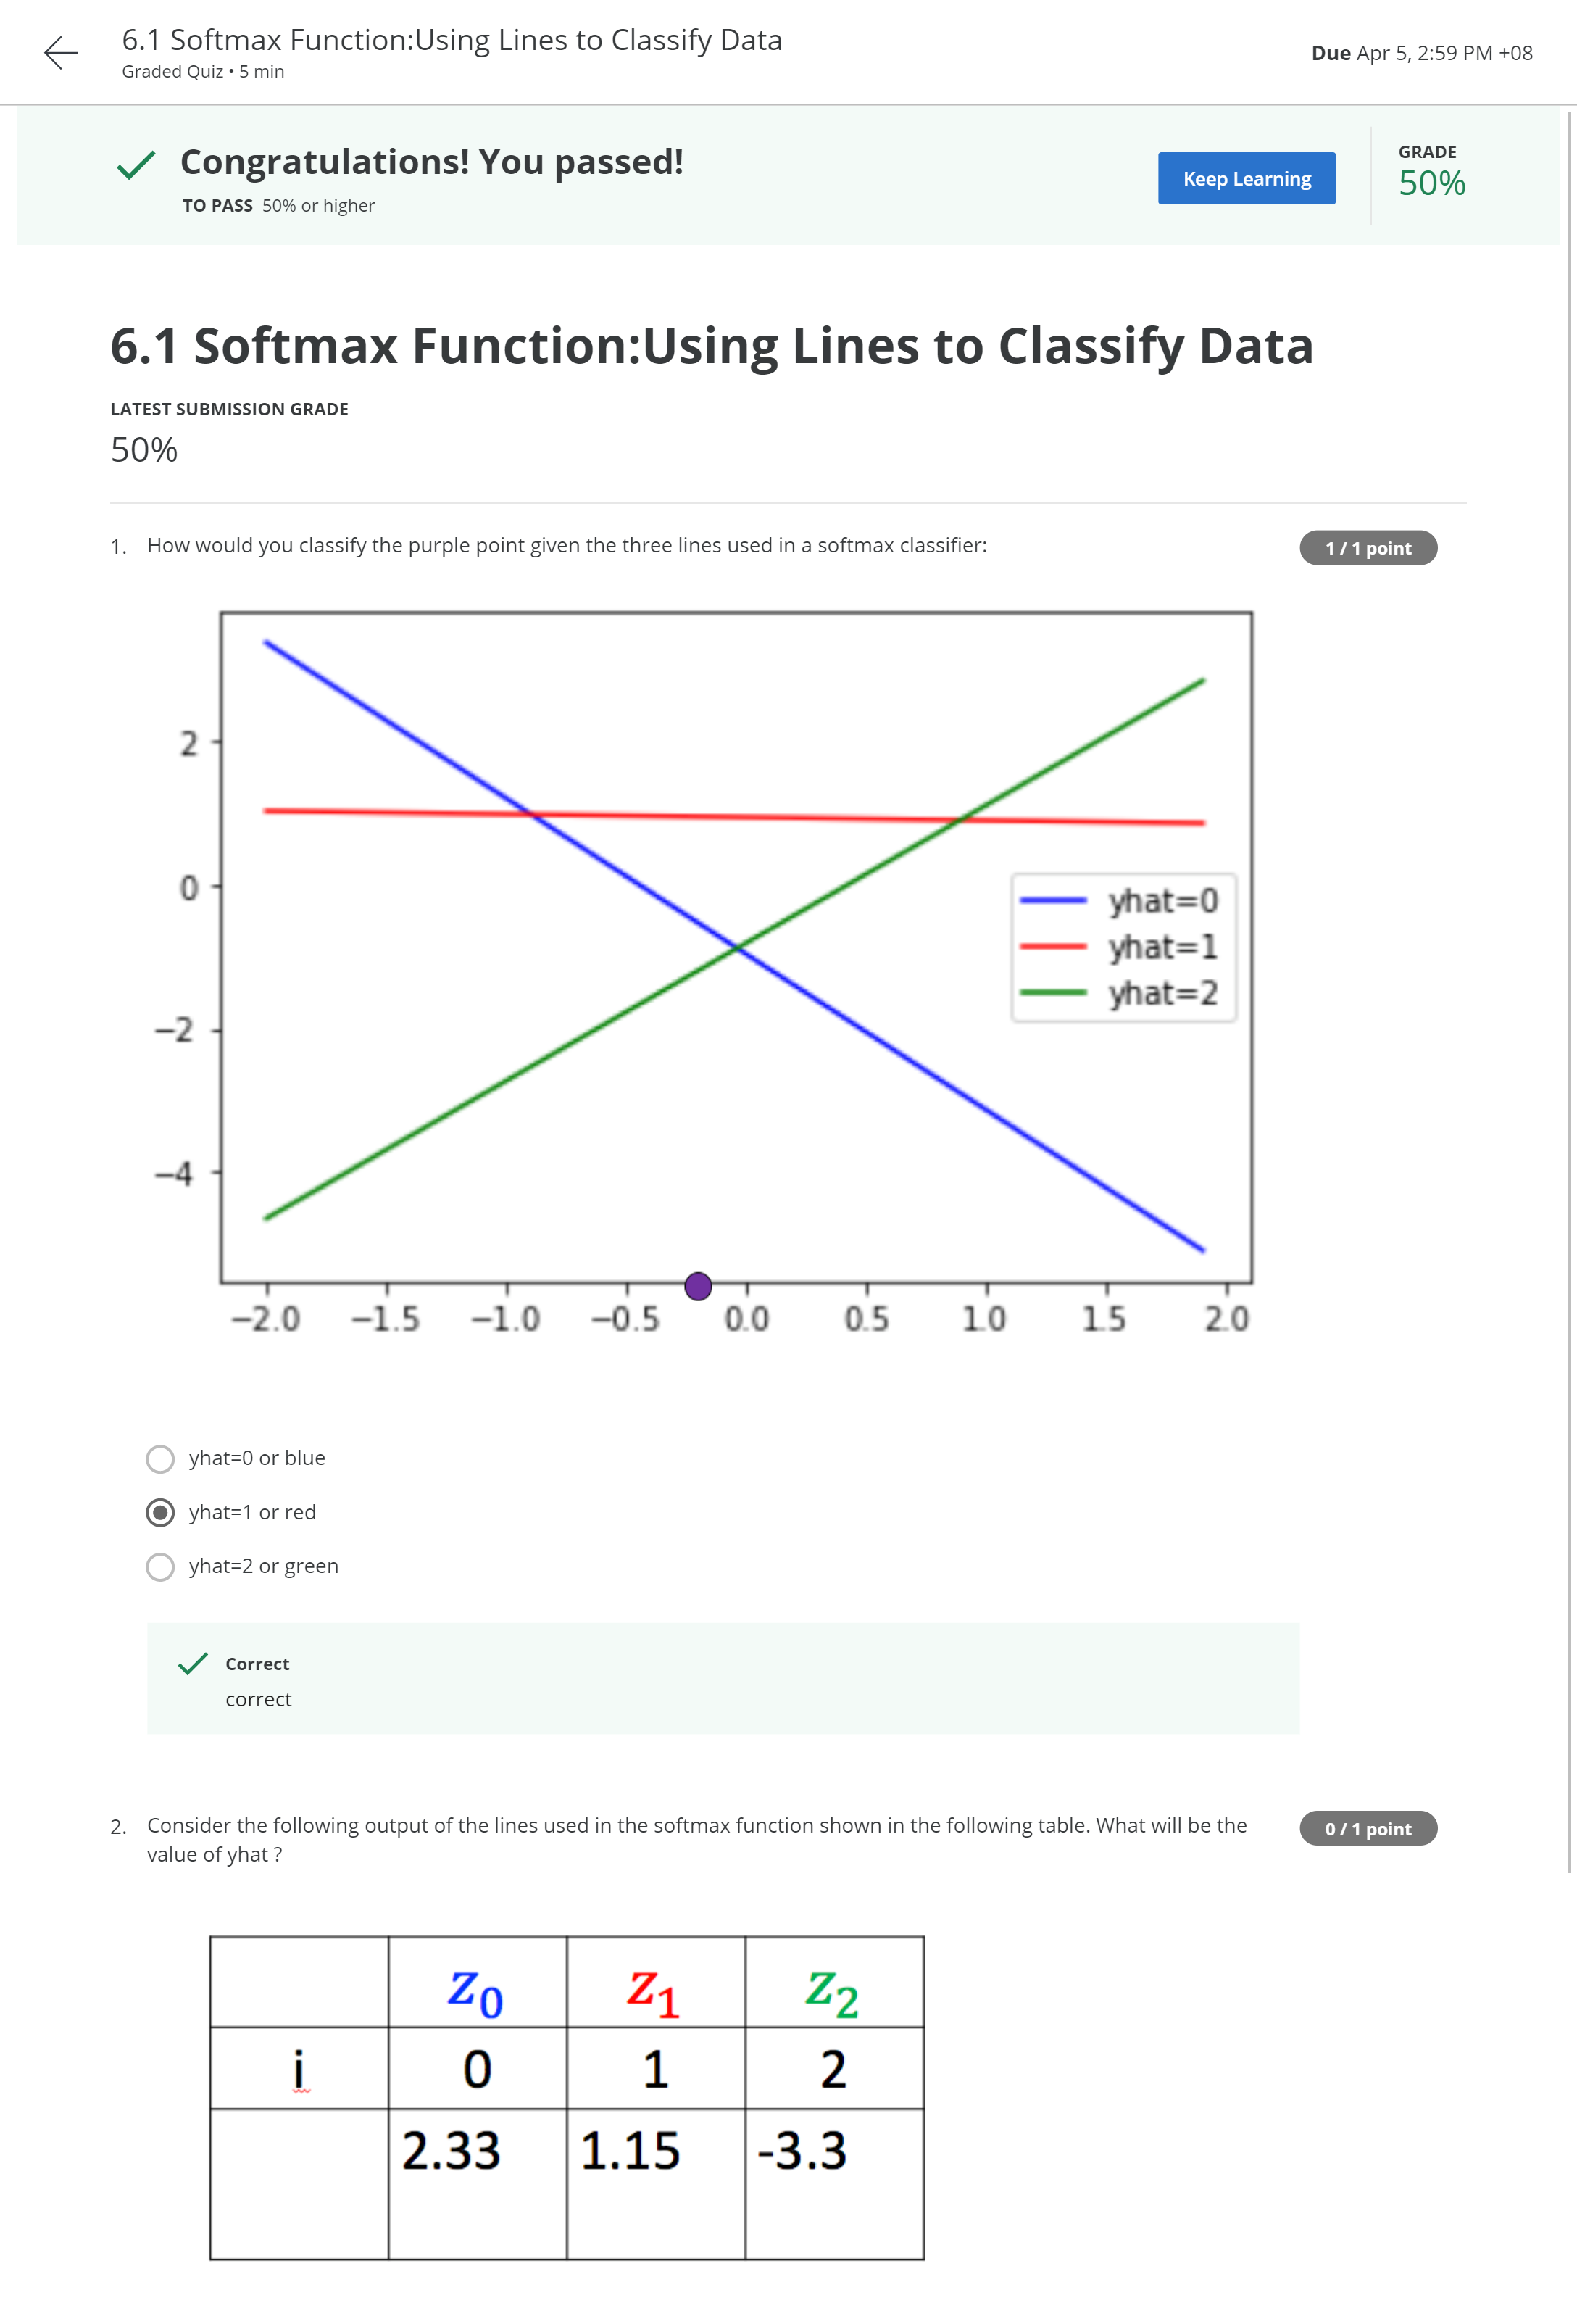 6.1 Softmax Function:Using Lines to Classify Data
Graded Quiz • 5 min
Due Apr 5, 2:59 PM +08
Congratulations! You passed!
TO PASS 50% or higher
Keep Learning
GRADE
50%
6.1 Softmax Function:Using Lines to Classify Data
LATEST SUBMISSION GRADE
50%
1. How would you classify the purple point given the three lines used in a softmax classifier:
1 / 1 point
2
0
−2
−4
yhat=0
yhat=1
yhat=2
−2.0 −1.5 −1.0 −0.5 0.0 0.5 1.0 1.5 2.0
yhat=0 or blue
yhat=1 or red
yhat=2 or green
Correct
correct
2. Consider the following output of the lines used in the softmax function shown in the following table. What will be the
value of yhat ?
0 / 1 point
z₀ z₁ z₂
i 0 1 2
2.33 1.15 -3.3